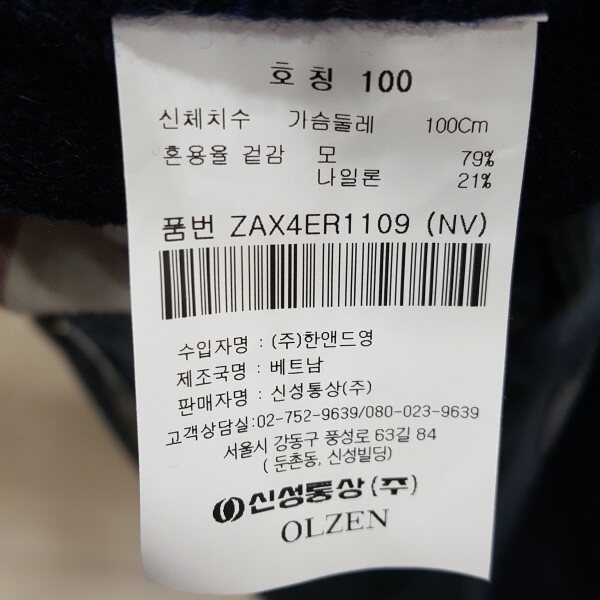 호 칭 100
신체치수 가슴둘레 100Cm
혼용율 겉감 모 79%
나일론 21%
품번 ZAX4ER1109 (NV)
수입자명 : (주)한앤드영
제조국명 : 베트남
판매자명 : 신성통상(주)
고객상담실:02-752-9639/080-023-9639
서울시 강동구 풍성로 63길 84
( 둔촌동, 신성빌딩)
신성통상(주)
OLZEN